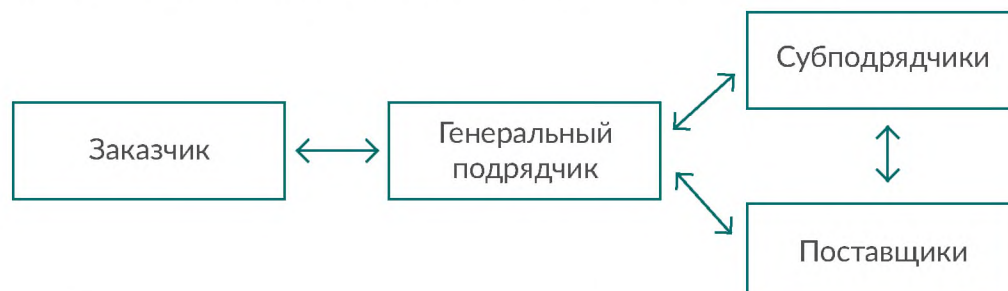 Заказчик
Генеральный
подрядчик
Субподрядчики
Поставщики